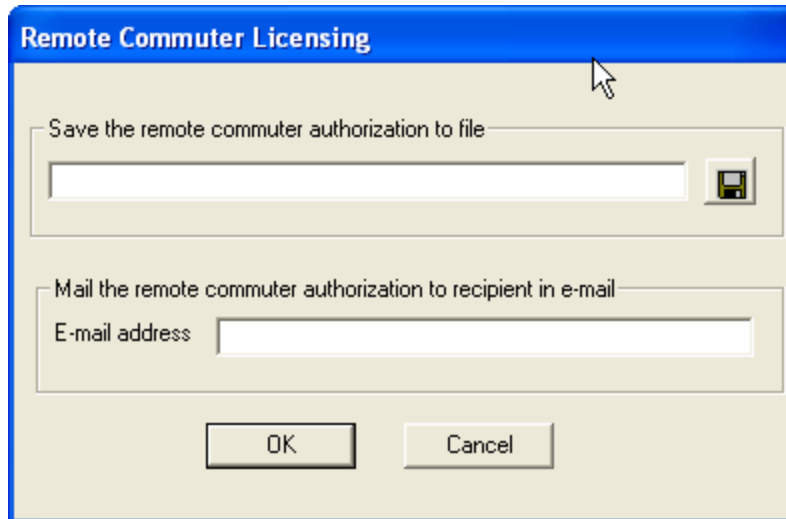 Remote Commuter Licensing
Save the remote commuter authorization to file
Mail the remote commuter authorization to recipient in e-mail
E-mail address
OK
Cancel